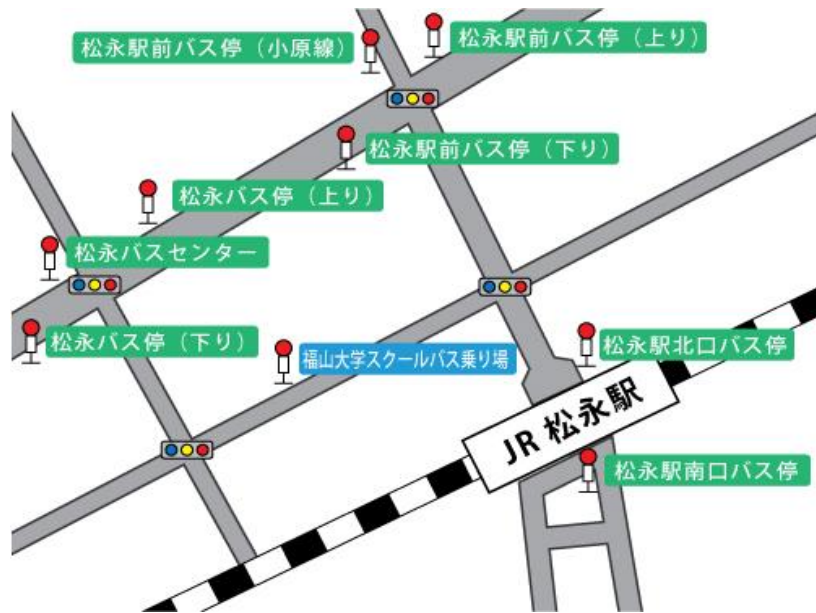 松永駅前バス停（小原線）
松永駅前バス停（上り）
松永駅前バス停（下り）
松永バス停（上り）
松永バスセンター
松永バス停（下り）
福山大学スクールバス乗り場
松永駅北口バス停
JR 松永駅
松永駅南口バス停